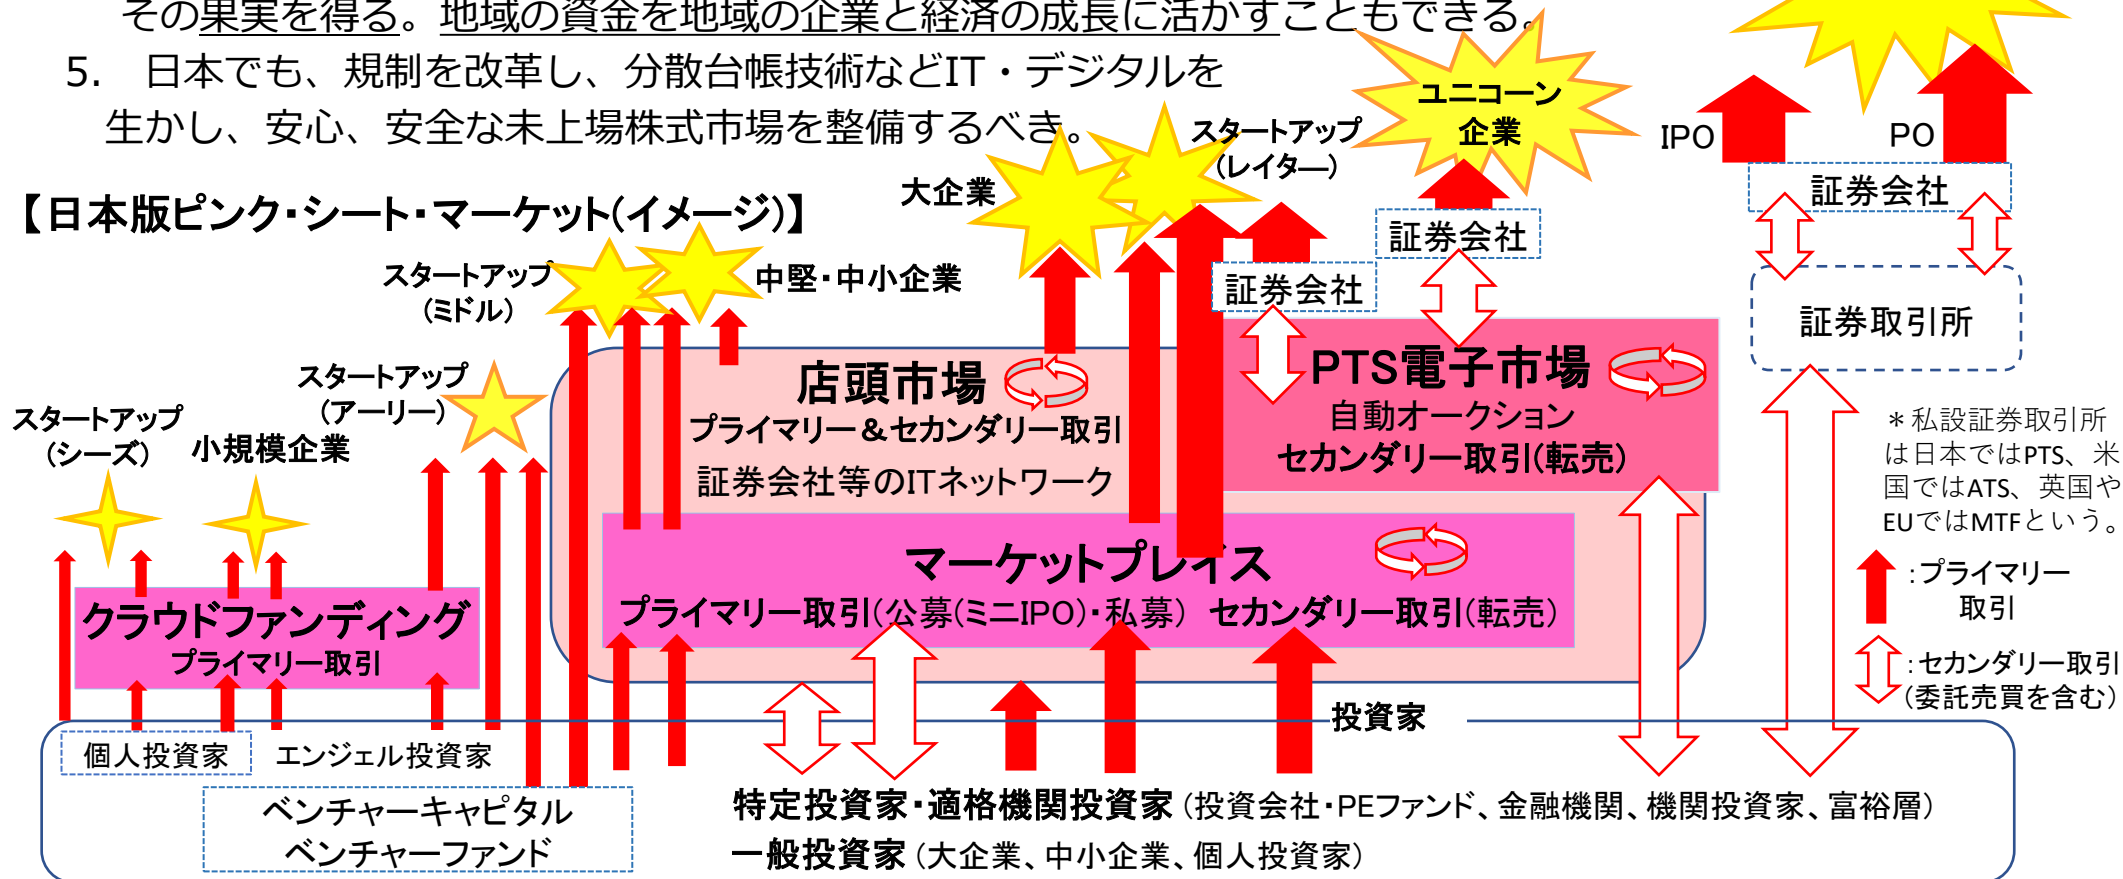 その果実を得る。地域の資金を地域の企業と経済の成長に活かすこともできる。
5. 日本でも、規制を改革し、分散台帳技術などIT・デジタルを
生かし、安心、安全な未上場株式市場を整備するべき。
【日本版ピンク・シート・マーケット(イメージ)】
ユニコーン
企業
IPO
PO
証券会社
スタートアップ
(レイター)
大企業
証券会社
スタートアップ
(ミドル)
中堅・中小企業
証券会社
証券取引所
店頭市場
プライマリー&セカンダリー取引
証券会社等のITネットワーク
PTS電子市場
自動オークション
セカンダリー取引(転売)
スタートアップ
(アーリー)
スタートアップ
(シーズ)
小規模企業
*私設証券取引所
は日本ではPTS、米
国ではATS、英国や
EUではMTFという。
マーケットプレイス
プライマリー取引(公募(ミニIPO)・私募) セカンダリー取引(転売)
クラウドファンディング
プライマリー取引
:プライマリー
取引
:セカンダリー取引
(委託売買を含む)
投資家
個人投資家
エンジェル投資家
ベンチャーキャピタル
ベンチャーファンド
特定投資家・適格機関投資家(投資会社・PEファンド、金融機関、機関投資家、富裕層)
一般投資家(大企業、中小企業、個人投資家)